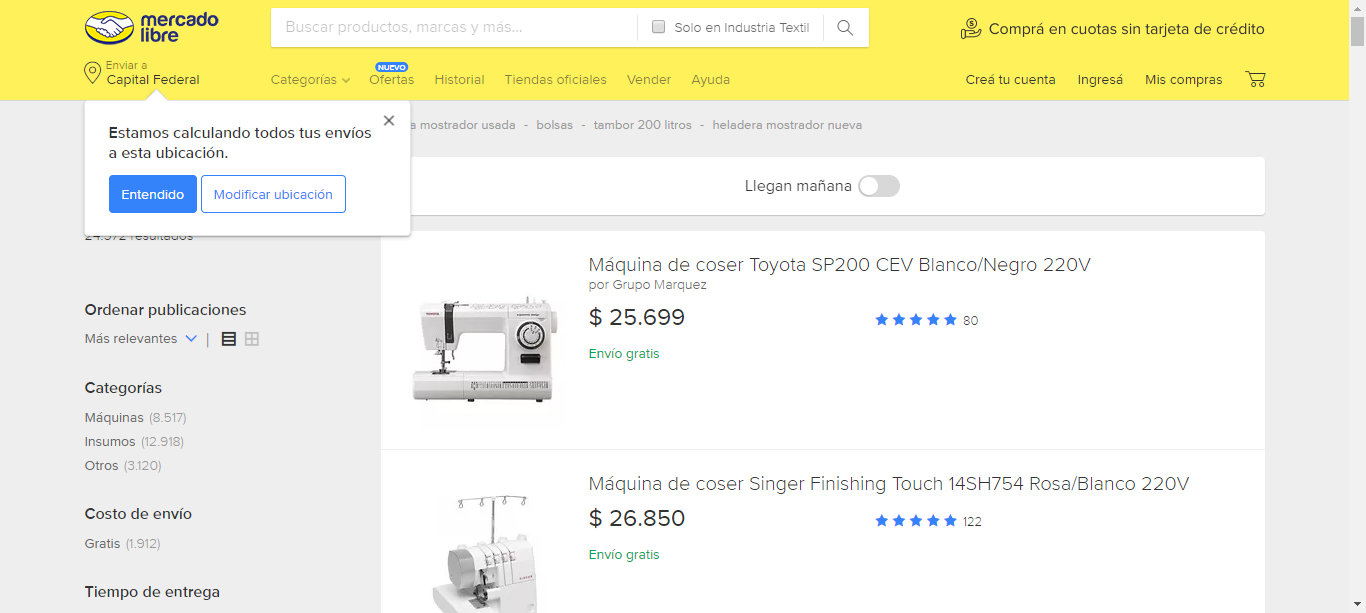 mercado
libre
Buscar productos, marcas y más...
Solo en Industria Textil
Comprá en cuotas sin tarjeta de crédito
Enviar a
Capital Federal
Categorías
NUEVO
Ofertas
Historial
Tiendas oficiales
Vender
Ayuda
Creá tu cuenta
Ingresá
Mis compras
Estamos calculando todos tus envíos
a esta ubicación.
Entendido
Modificar ubicación
a mostrador usada - bolsas - tambor 200 litros - heladera mostrador nueva
Llegan mañana
24.572 resultados
Ordenar publicaciones
Más relevantes |
Categorías
Máquinas (8.517)
Insumos (12.918)
Otros (3.120)
Costo de envío
Gratis (1.912)
Tiempo de entrega
Máquina de coser Toyota SP200 CEV Blanco/Negro 220V
por Grupo Marquez
$ 25.699
80
Envío gratis
Máquina de coser Singer Finishing Touch 14SH754 Rosa/Blanco 220V
$ 26.850
122
Envío gratis